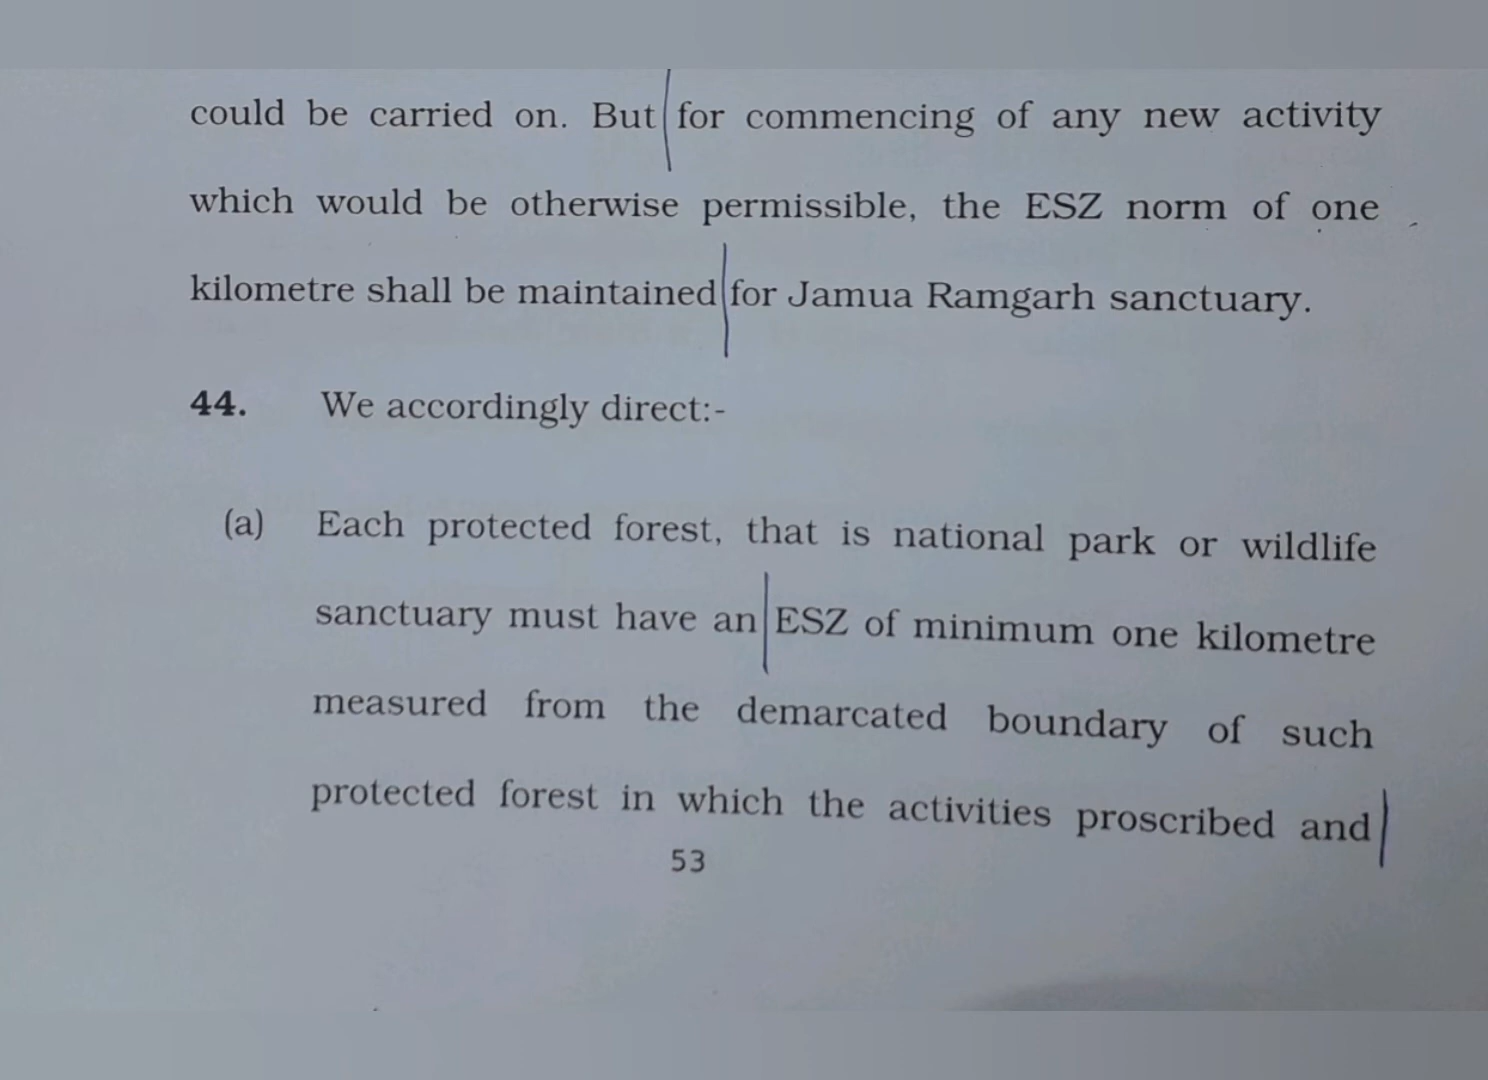 could be carried on. But for commencing of any new activity
which would be otherwise permissible, the ESZ norm of one
kilometre shall be maintained for Jamua Ramgarh sanctuary.
44. We accordingly direct:-
(a) Each protected forest, that is national park or wildlife
sanctuary must have an ESZ of minimum one kilometre
measured from the demarcated boundary of such
protected forest in which the activities proscribed and
53